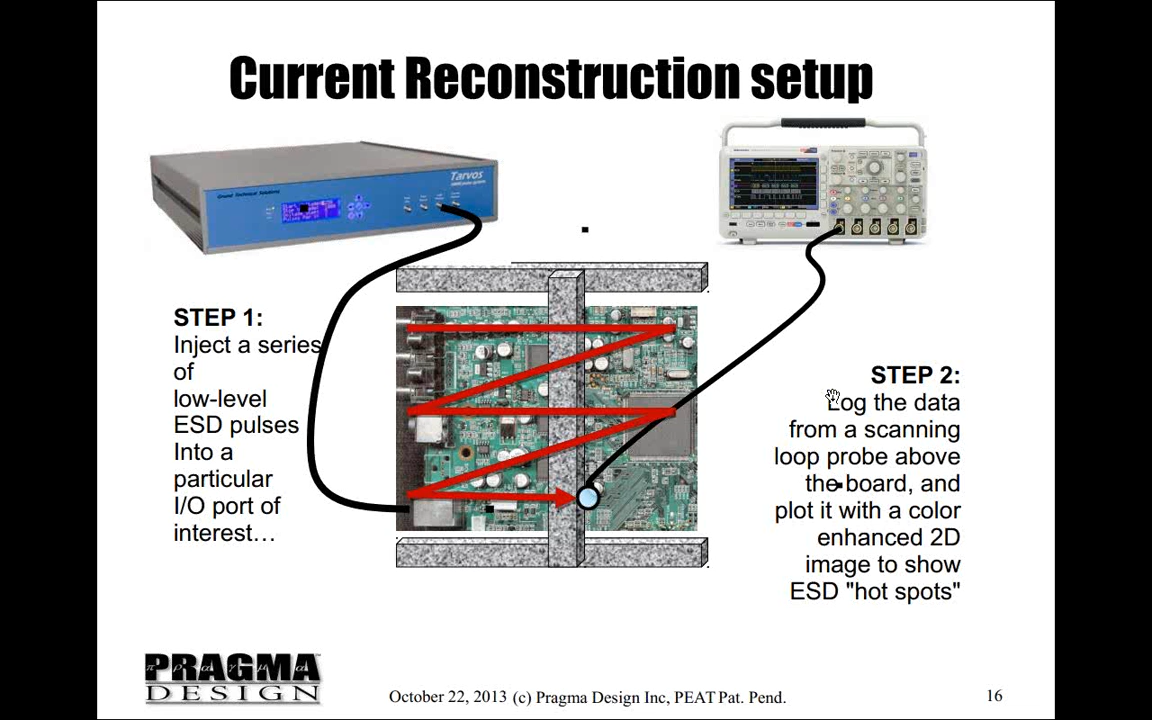 Current Reconstruction setup
Tarvos
STEP 1:
Inject a series
of
low-level
ESD pulses
Into a
particular
I/O port of
interest…
STEP 2:
Log the data
from a scanning
loop probe above
the board, and
plot it with a color
enhanced 2D
image to show
ESD "hot spots"
PRAGMA
DESIGN
October 22, 2013 (c) Pragma Design Inc, PEAT Pat. Pend.
16